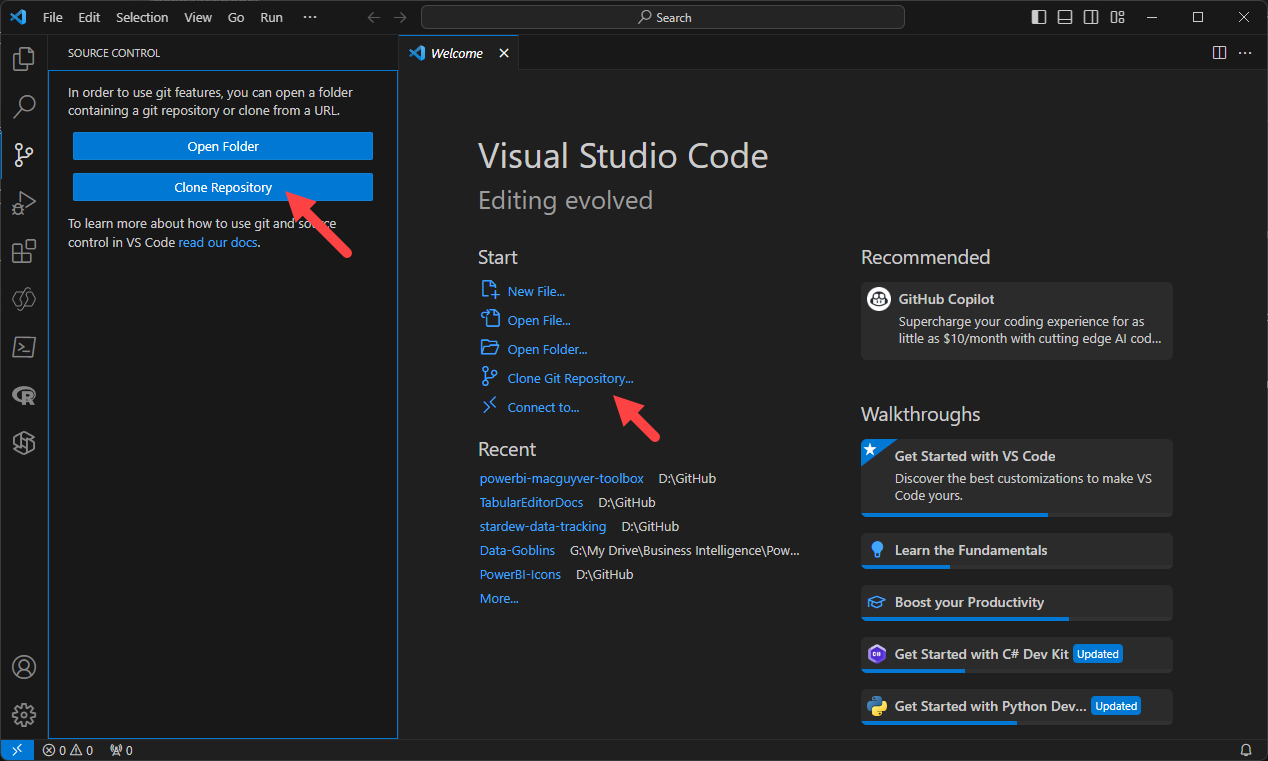 File Edit Selection View Go Run ···
Search
SOURCE CONTROL
In order to use git features, you can open a folder
containing a git repository or clone from a URL.
Open Folder
Clone Repository
To learn more about how to use git and source
control in VS Code read our docs.
Welcome
Visual Studio Code
Editing evolved
Start
New File...
Open File...
Open Folder...
Clone Git Repository...
Connect to...
Recent
powerbi-macguyver-toolbox D:\GitHub
TabularEditorDocs D:\GitHub
stardew-data-tracking D:\GitHub
Data-Goblins G:\My Drive\Business Intelligence\Pow...
PowerBI-Icons D:\GitHub
More...
Recommended
GitHub Copilot
Supercharge your coding experience for as
little as $10/month with cutting edge AI cod...
Walkthroughs
Get Started with VS Code
Discover the best customizations to make VS
Code yours.
Learn the Fundamentals
Boost your Productivity
Get Started with C# Dev Kit Updated
Get Started with Python Dev... Updated
0 0 0